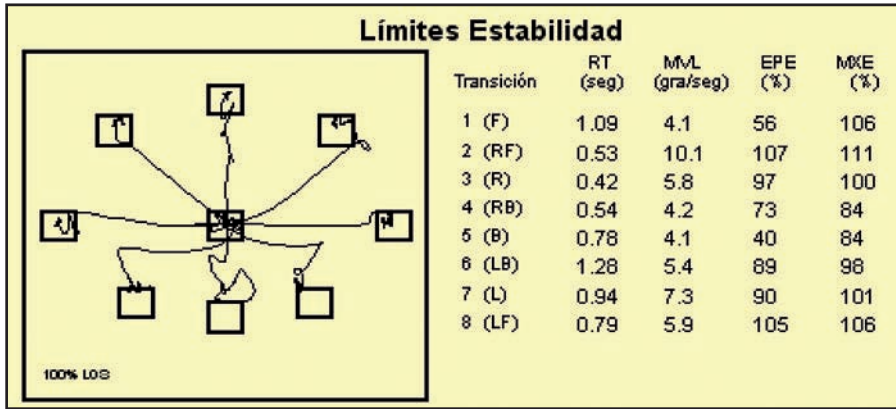 Límites Estabilidad
Transición RT (seg) MVL (gra/seg) EPE (%) MXE (%)
1 (F) 1.09 4.1 56 106
2 (RF) 0.53 10.1 107 111
3 (R) 0.42 5.8 97 100
4 (RB) 0.54 4.2 73 84
5 (B) 0.78 4.1 40 84
6 (LB) 1.28 5.4 89 98
7 (L) 0.94 7.3 90 101
8 (LF) 0.79 5.9 105 106
100% LOS